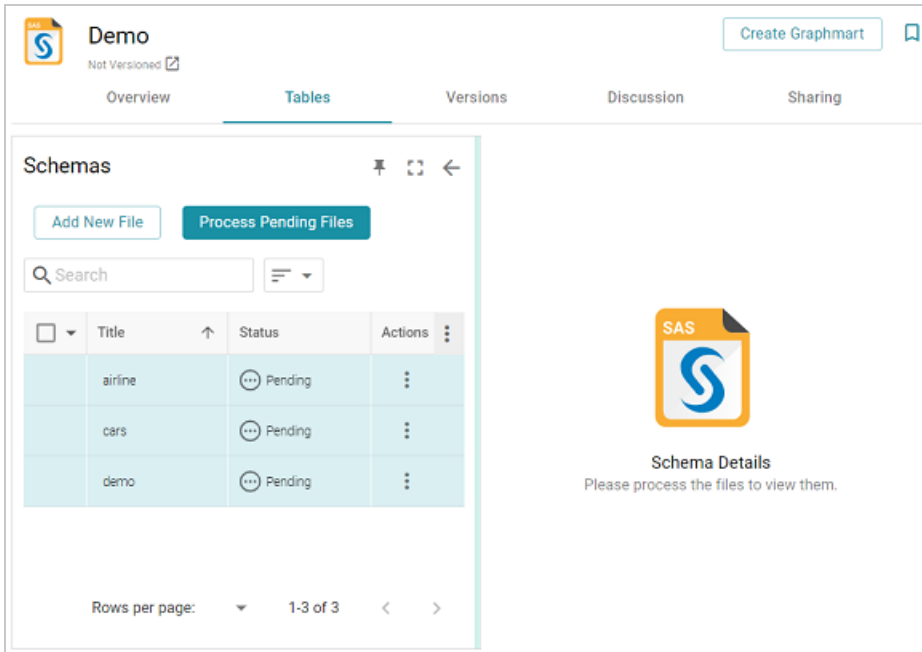 SAS
Demo
Create Graphmart
Not Versioned
Overview Tables Versions Discussion Sharing
Schemas
Add New File Process Pending Files
Search
Title Status Actions
airline Pending
cars Pending
demo Pending
Rows per page: 1-3 of 3
SAS
Schema Details
Please process the files to view them.